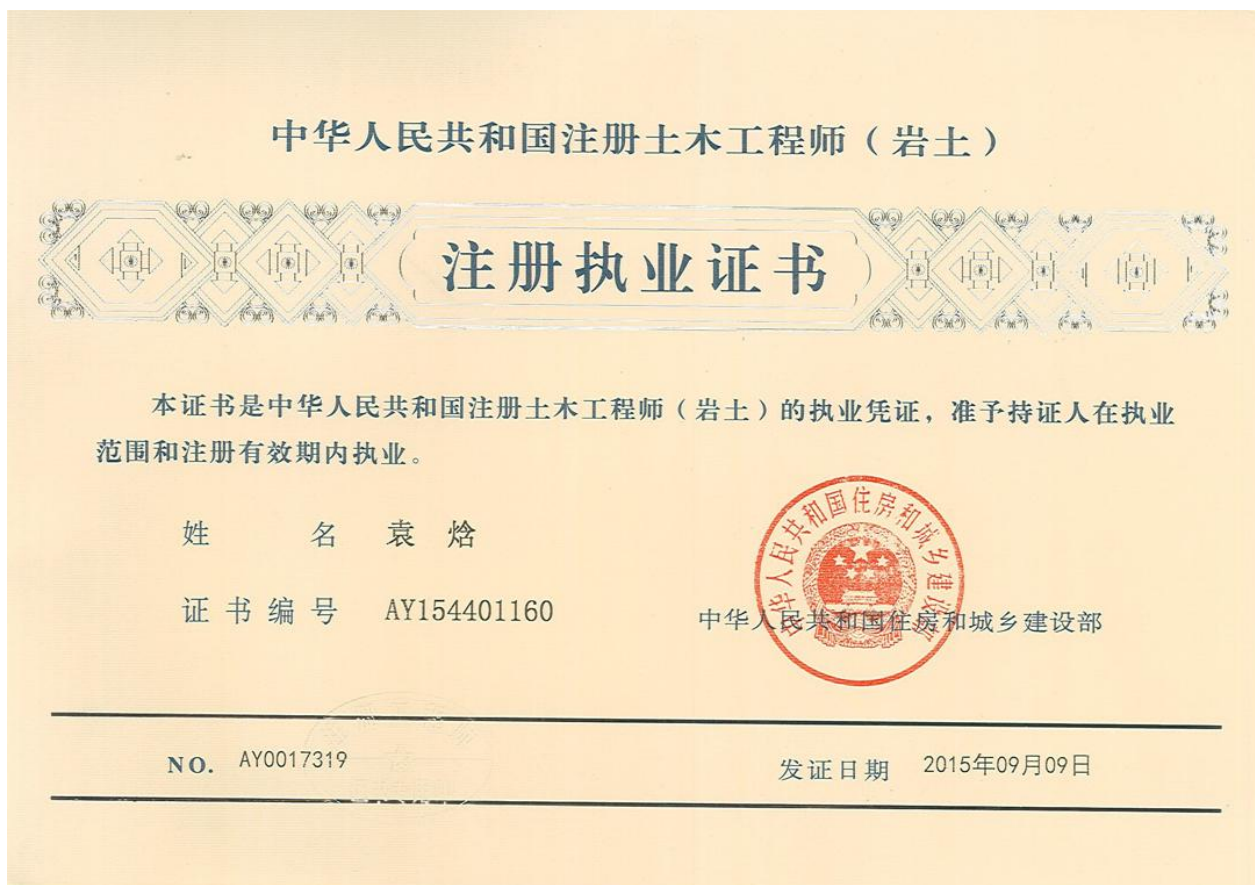 中华人民共和国注册土木工程师（岩土）
注册执业证书
本证书是中华人民共和国注册土木工程师（岩土）的执业凭证，准予持证人在执业
范围和注册有效期内执业。
姓 名 袁 焓
证书编号 AY154401160
中华人民共和国住房和城乡建设部
中华人民共和国住房和城乡建设部
NO. AY0017319
发证日期 2015年09月09日